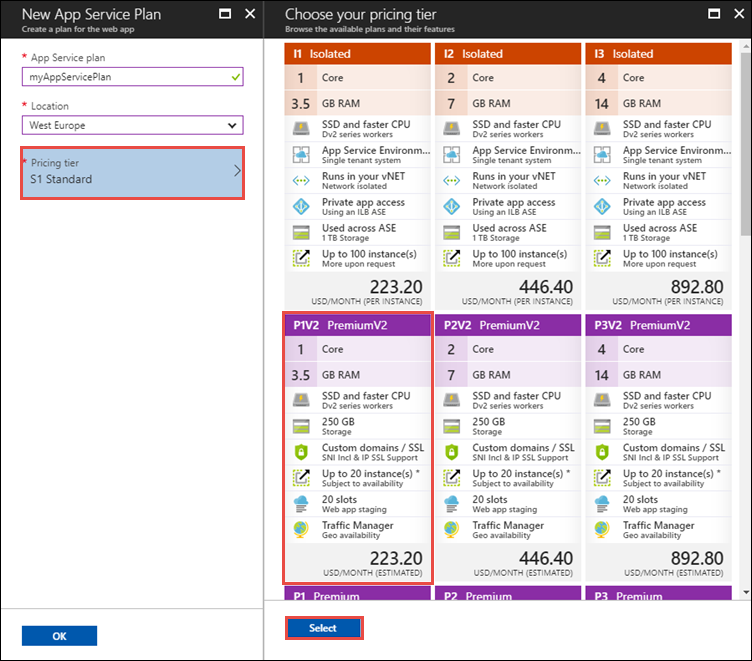 New App Service Plan
Create a plan for the web app
* App Service plan
myAppServicePlan
* Location
West Europe
* Pricing tier
S1 Standard
OK
Choose your pricing tier
Browse the available plans and their features
I1 Isolated
1 Core
3.5 GB RAM
SSD and faster CPU
Dv2 series workers
App Service Environm...
Single tenant system
Runs in your vNET
Network isolated
Private app access
Using an ILB ASE
Used across ASE
1 TB Storage
Up to 100 instance(s)
More upon request
223.20
USD/MONTH (PER INSTANCE)
I2 Isolated
2 Core
7 GB RAM
SSD and faster CPU
Dv2 series workers
App Service Environm...
Single tenant system
Runs in your vNET
Network isolated
Private app access
Using an ILB ASE
Used across ASE
1 TB Storage
Up to 100 instance(s)
More upon request
446.40
USD/MONTH (PER INSTANCE)
I3 Isolated
4 Core
14 GB RAM
SSD and faster CPU
Dv2 series workers
App Service Environm...
Single tenant system
Runs in your vNET
Network isolated
Private app access
Using an ILB ASE
Used across ASE
1 TB Storage
Up to 100 instance(s)
More upon request
892.80
USD/MONTH (PER INSTANCE)
P1V2 PremiumV2
1 Core
3.5 GB RAM
SSD and faster CPU
Dv2 series workers
250 GB
Storage
Custom domains / SSL
SNI Incl & IP SSL Support
Up to 20 instance(s) *
Subject to availability
20 slots
Web app staging
Traffic Manager
Geo availability
223.20
USD/MONTH (ESTIMATED)
P2V2 PremiumV2
2 Core
7 GB RAM
SSD and faster CPU
Dv2 series workers
250 GB
Storage
Custom domains / SSL
SNI Incl & IP SSL Support
Up to 20 instance(s) *
Subject to availability
20 slots
Web app staging
Traffic Manager
Geo availability
446.40
USD/MONTH (ESTIMATED)
P3V2 PremiumV2
4 Core
14 GB RAM
SSD and faster CPU
Dv2 series workers
250 GB
Storage
Custom domains / SSL
SNI Incl & IP SSL Support
Up to 20 instance(s) *
Subject to availability
20 slots
Web app staging
Traffic Manager
Geo availability
892.80
USD/MONTH (ESTIMATED)
P1 Premium
P2 Premium
P3 Premium
Select